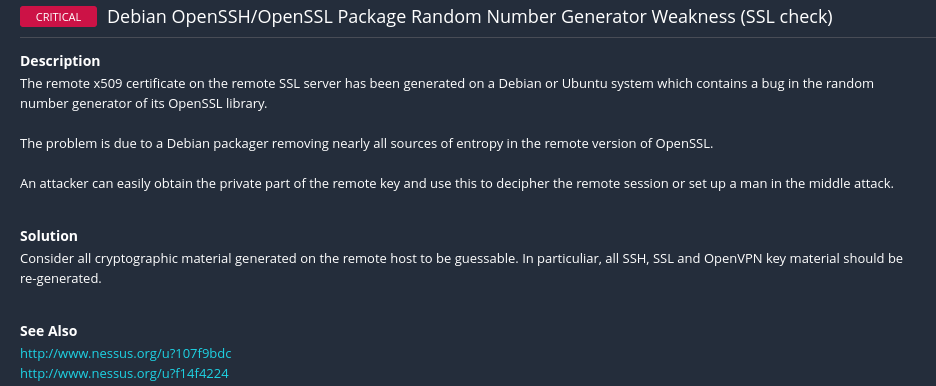 CRITICAL Debian OpenSSH/OpenSSL Package Random Number Generator Weakness (SSL check)
Description
The remote x509 certificate on the remote SSL server has been generated on a Debian or Ubuntu system which contains a bug in the random
number generator of its OpenSSL library.
The problem is due to a Debian packager removing nearly all sources of entropy in the remote version of OpenSSL.
An attacker can easily obtain the private part of the remote key and use this to decipher the remote session or set up a man in the middle attack.
Solution
Consider all cryptographic material generated on the remote host to be guessable. In particuliar, all SSH, SSL and OpenVPN key material should be
re-generated.
See Also
http://www.nessus.org/u?107f9bdc
http://www.nessus.org/u?f14f4224